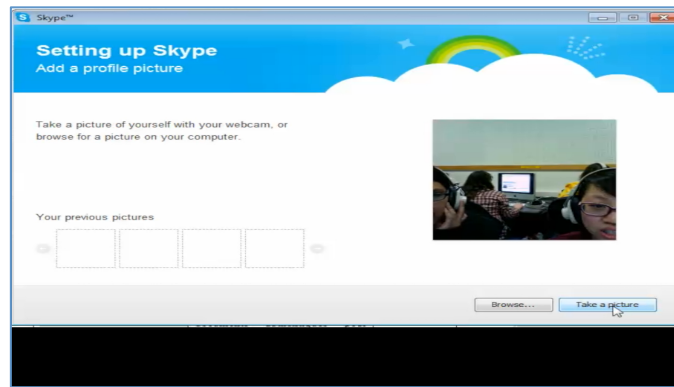 Skype™
Setting up Skype
Add a profile picture
Take a picture of yourself with your webcam, or
browse for a picture on your computer.
Your previous pictures
Browse... Take a picture